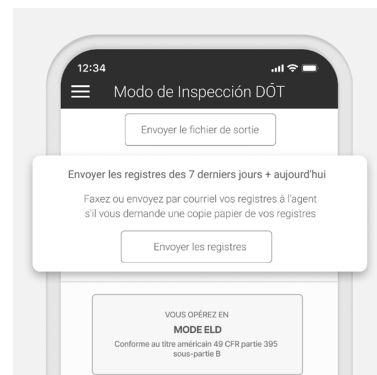 12:34
Modo de Inspección DOT
Envoyer le fichier de sortie
Envoyer les registres des 7 derniers jours + aujourd'hui
Faxez ou envoyez par courriel vos registres à l'agent
s'il vous demande une copie papier de vos registres
Envoyer les registres
VOUS OPÉREZ EN
MODE ELD
Conforme au titre américain 49 CFR partie 395
sous-partie B